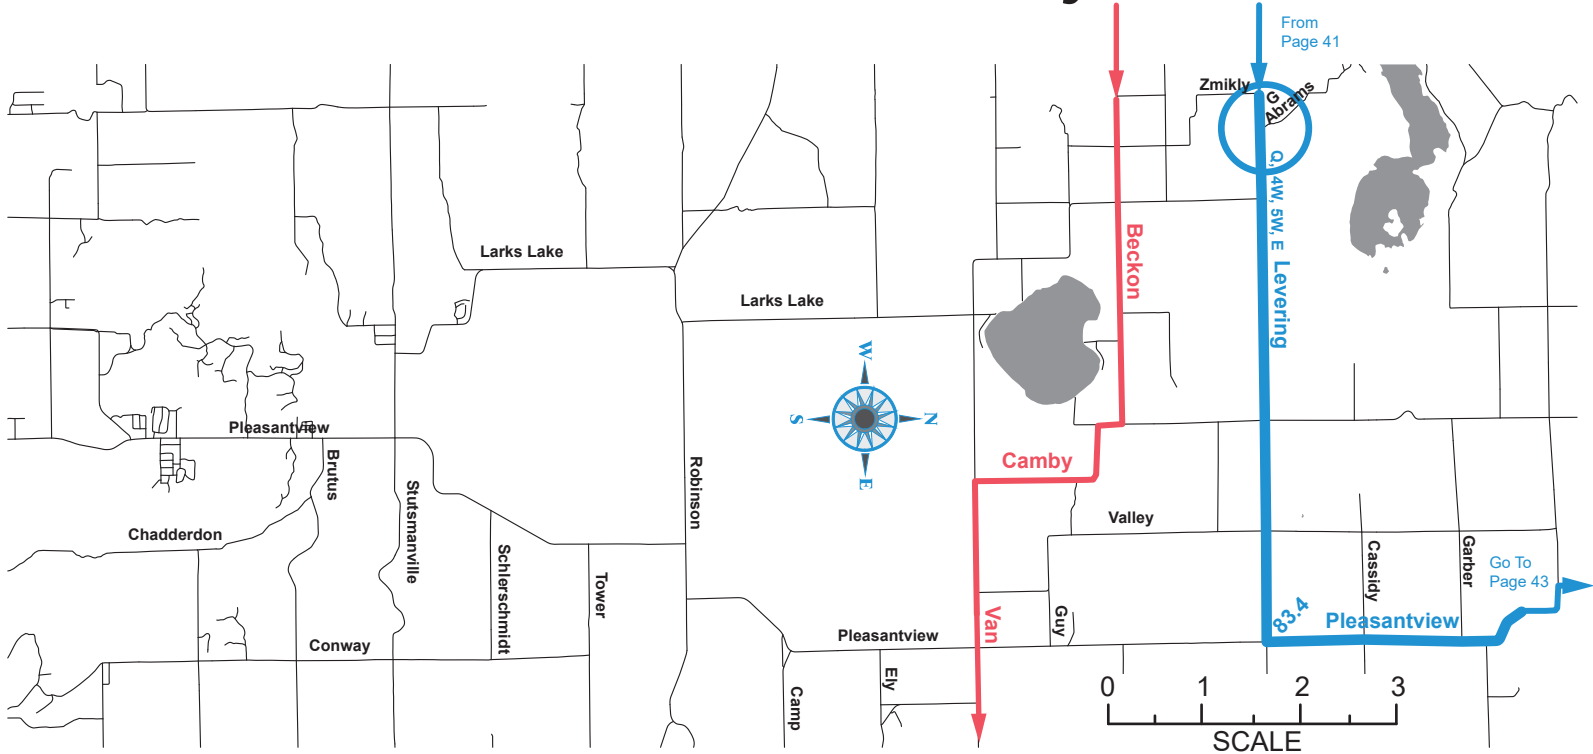 From
Page 41
Zmikly
G
Abrams
Q, 4W, 5W, E Levering
Beckon
Larks Lake
Larks Lake
W
S
N
E
Pleasantview
Brutus
Stutsmanville
Robinson
Camby
Chadderdon
Valley
Schlerschmidt
Tower
Cassidy
Garber
Go To
Page 43
83.4
Pleasantview
Van
Guy
Pleasantview
Conway
Ely
Camp
0 1 2 3
SCALE